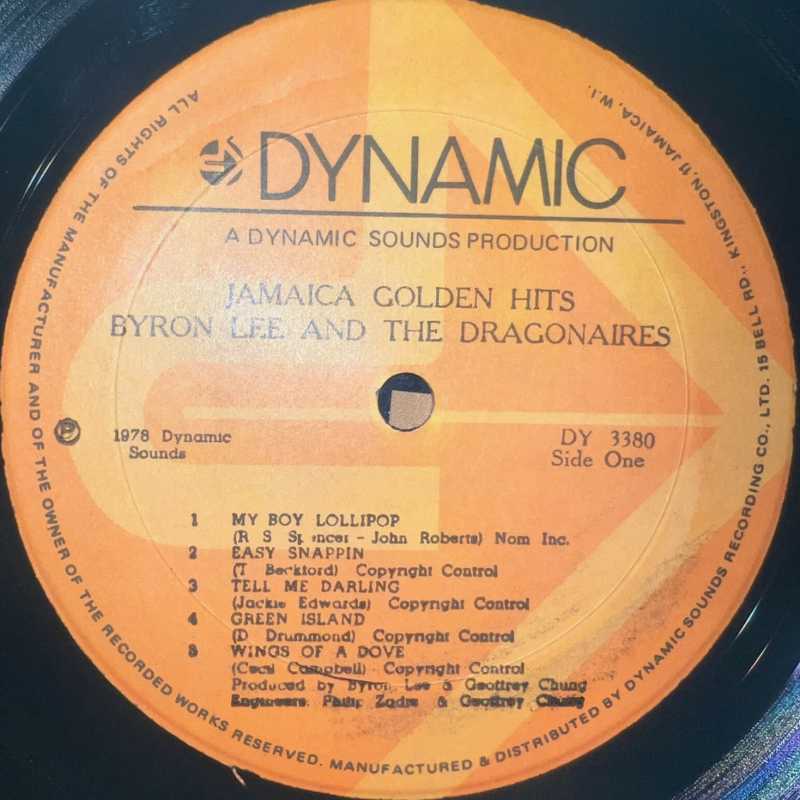 DYNAMIC
A DYNAMIC SOUNDS PRODUCTION
JAMAICA GOLDEN HITS
BYRON LEE AND THE DRAGONAIRES
℗ 1978 Dynamic
Sounds
DY 3380
Side One
1 MY BOY LOLLIPOP
(R S Spencer - John Roberts) Nom Inc.
2 EASY SNAPPIN
(T Beckford) Copyright Control
3 TELL ME DARLING
(Jackie Edwards) Copyright Control
4 GREEN ISLAND
(D Drummond) Copyright Control
5 WINGS OF A DOVE
(Cecil Campbell) Copyright Control
Produced by Byron Lee & Geoffrey Chung
Engineers: Philip & Geoffrey Chung
ALL RIGHTS OF THE MANUFACTURER AND OF THE OWNER OF THE RECORDED WORKS RESERVED. MANUFACTURED & DISTRIBUTED BY DYNAMIC SOUNDS RECORDING CO., LTD. 15 BELL RD., KINGSTON 11 JAMAICA, W.I.